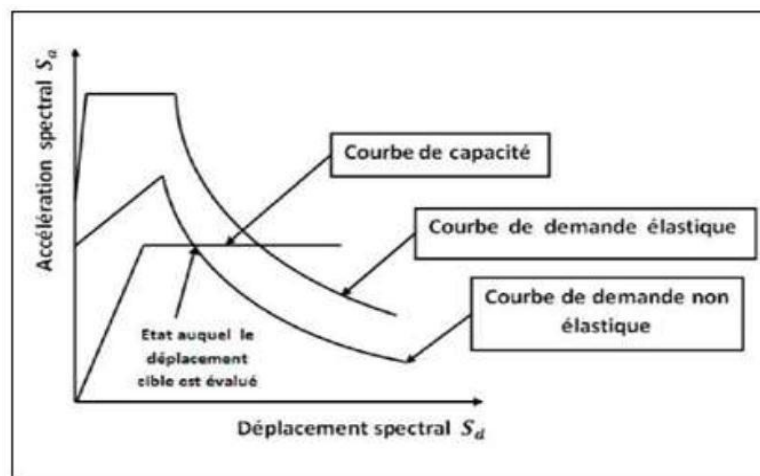 Accélération spectral Sₐ
Courbe de capacité
Courbe de demande élastique
Courbe de demande non
élastique
Etat auquel le
déplacement
cible est évalué
Déplacement spectral S_d